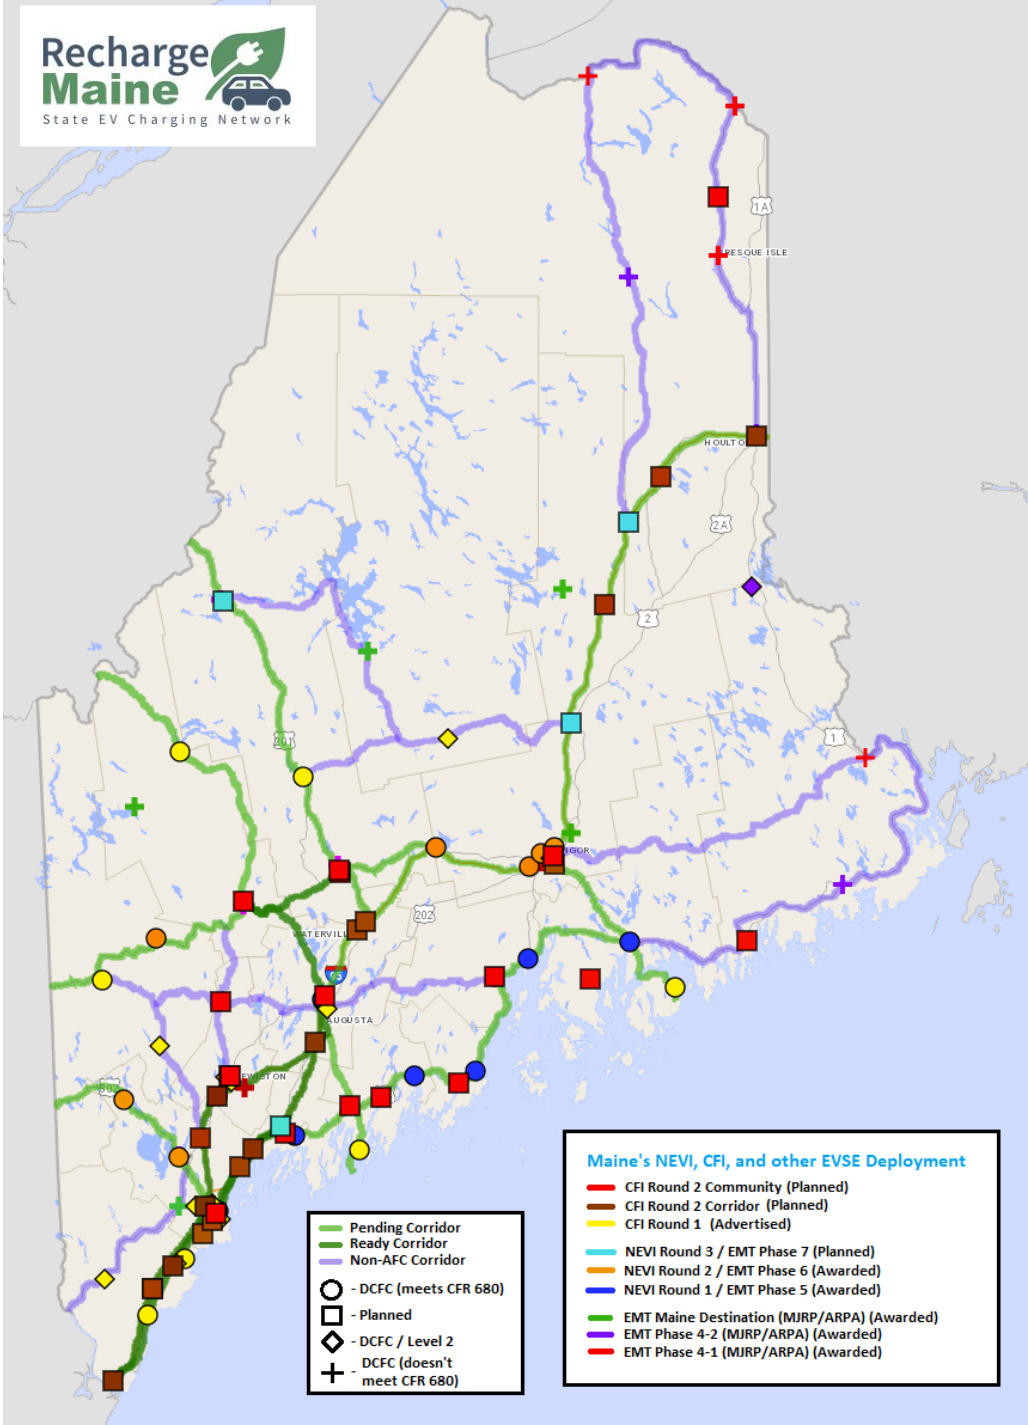 Recharge
Maine
State EV Charging Network
1A
RESQUE ISLE
HOULTO
2A
2
201
1
IGOR
202
WATERVILL
95
AUGUSTA
EWISTON
302
Maine's NEVI, CFI, and other EVSE Deployment
CFI Round 2 Community (Planned)
CFI Round 2 Corridor (Planned)
CFI Round 1 (Advertised)
NEVI Round 3 / EMT Phase 7 (Planned)
NEVI Round 2 / EMT Phase 6 (Awarded)
NEVI Round 1 / EMT Phase 5 (Awarded)
EMT Maine Destination (MJRP/ARPA) (Awarded)
EMT Phase 4-2 (MJRP/ARPA) (Awarded)
EMT Phase 4-1 (MJRP/ARPA) (Awarded)
Pending Corridor
Ready Corridor
Non-AFC Corridor
- DCFC (meets CFR 680)
- Planned
- DCFC / Level 2
- DCFC (doesn't
meet CFR 680)